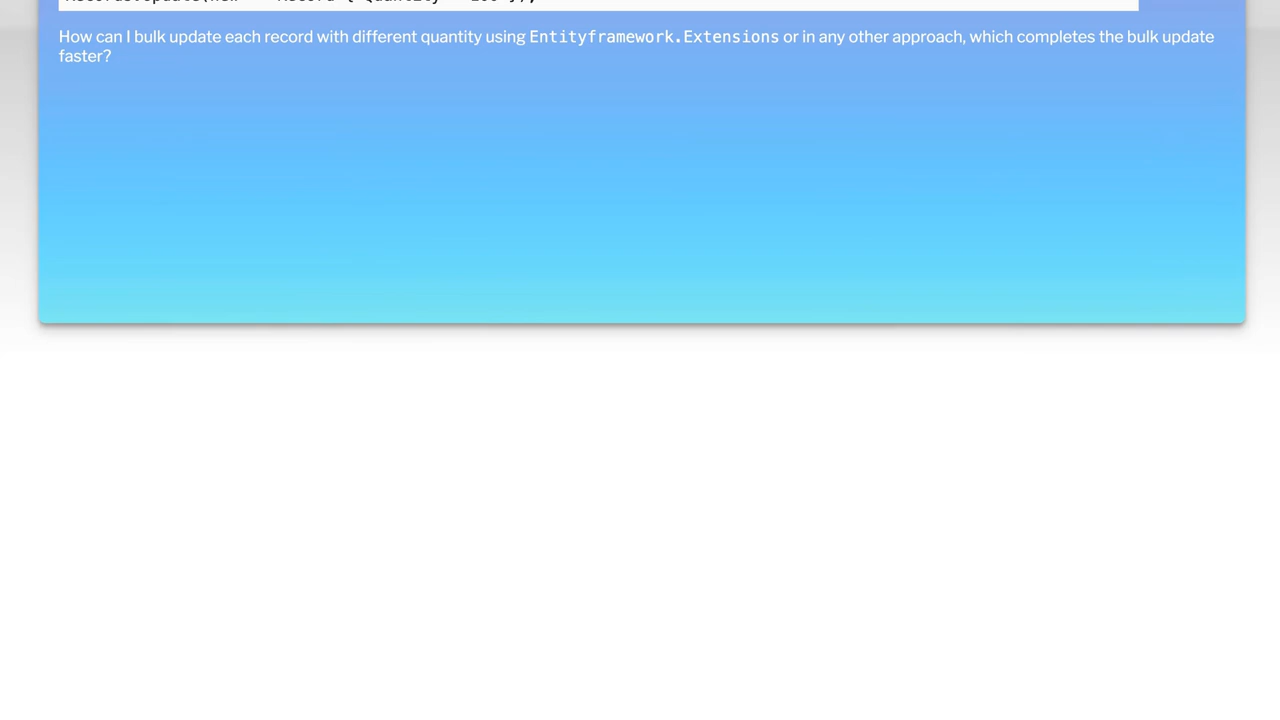 How can I bulk update each record with different quantity using Entityframework.Extensions or in any other approach, which completes the bulk update
faster?